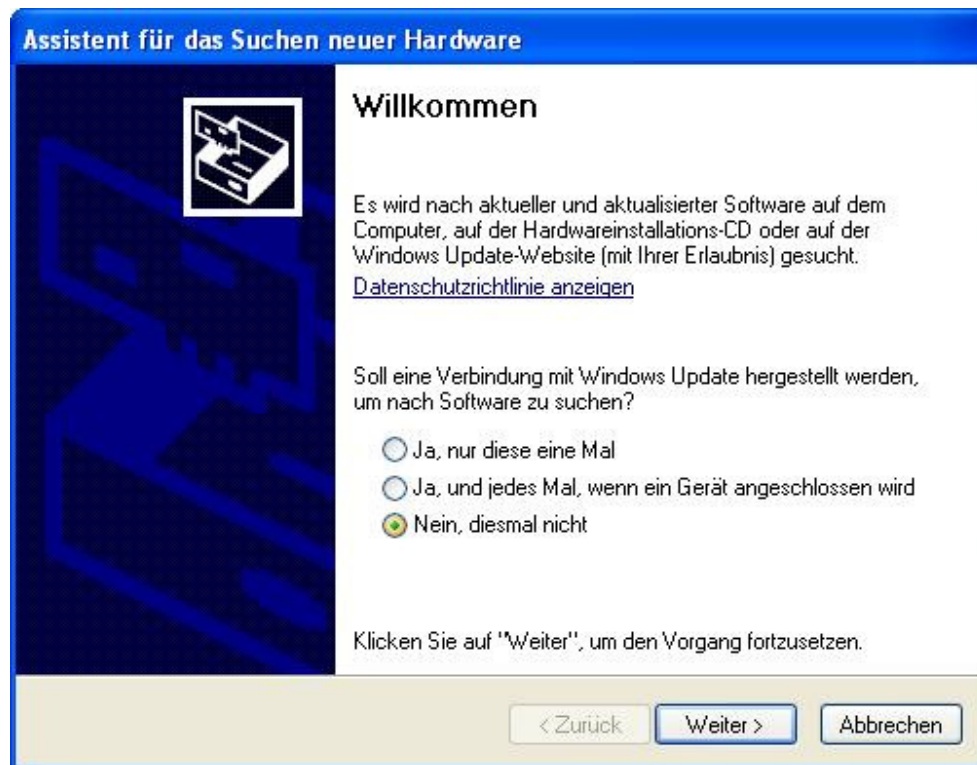 Assistent für das Suchen neuer Hardware
Willkommen
Es wird nach aktueller und aktualisierter Software auf dem
Computer, auf der Hardwareinstallations-CD oder auf der
Windows Update-Website (mit Ihrer Erlaubnis) gesucht.
Datenschutzrichtlinie anzeigen
Soll eine Verbindung mit Windows Update hergestellt werden,
um nach Software zu suchen?
Ja, nur diese eine Mal
Ja, und jedes Mal, wenn ein Gerät angeschlossen wird
Nein, diesmal nicht
Klicken Sie auf "Weiter", um den Vorgang fortzusetzen.
< Zurück Weiter > Abbrechen